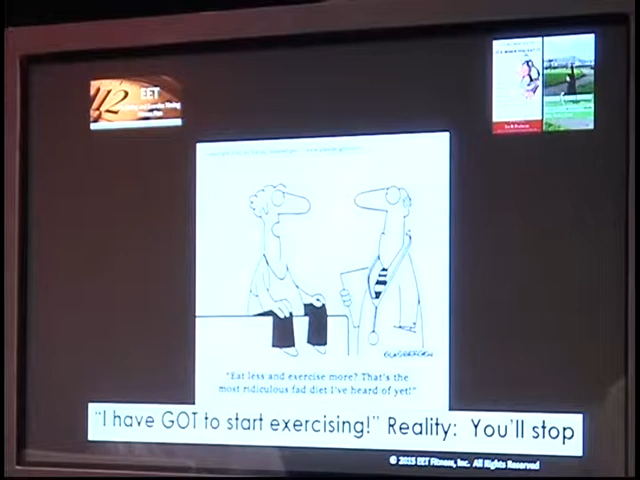 12
EET
GLASBERGEN
"Eat less and exercise more? That's the
most ridiculous fad diet I've heard of yet!"
"I have GOT to start exercising!" Reality: You'll stop
© 2015 EET Fitness, Inc. All Rights Reserved